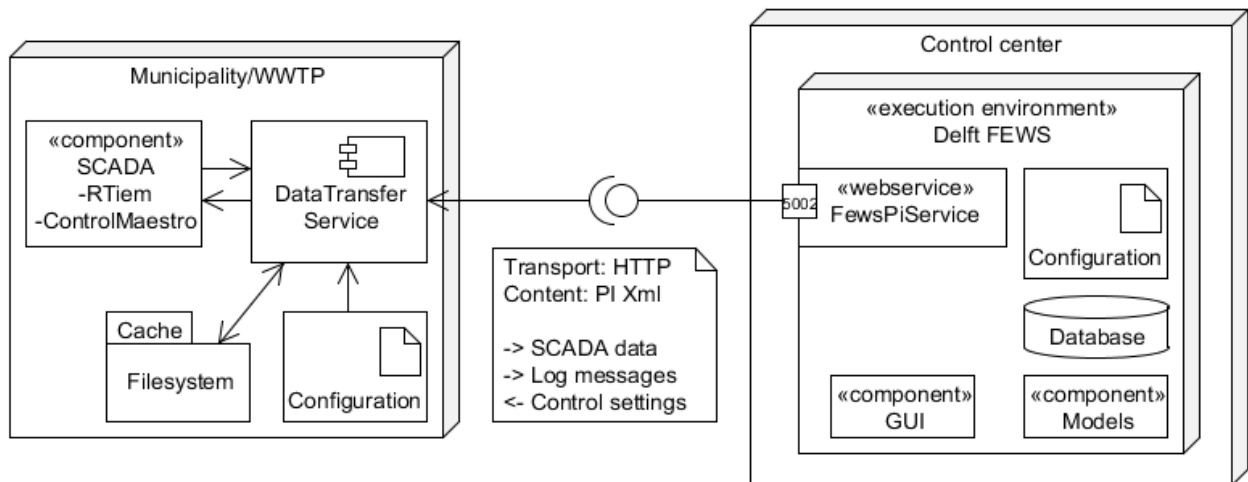 Municipality/WWTP
«component»
SCADA
-RTiem
-ControlMaestro
DataTransfer
Service
Cache
Filesystem
Configuration
Transport: HTTP
Content: PI Xml
-> SCADA data
-> Log messages
<- Control settings
Control center
«execution environment»
Delft FEWS
5002
«webservice»
FewsPiService
Configuration
Database
«component»
GUI
«component»
Models